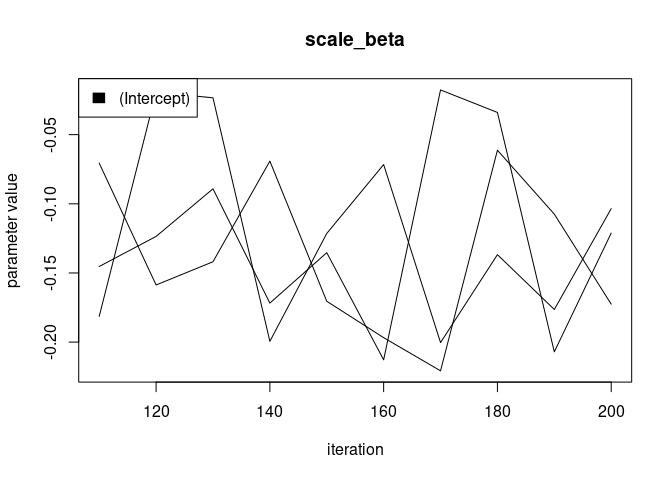 scale_beta
(Intercept)
parameter value
-0.05
-0.10
-0.15
-0.20
120 140 160 180 200
iteration